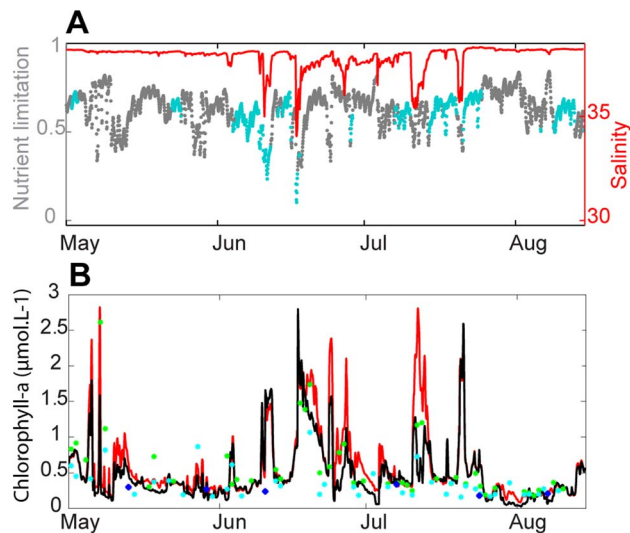 A
1
0.5
0
Nutrient limitation
35
30
Salinity
May Jun Jul Aug
B
3
2.5
2
1.5
1
0.5
0
Chlorophyll-a (μmol.L-1)
May Jun Jul Aug